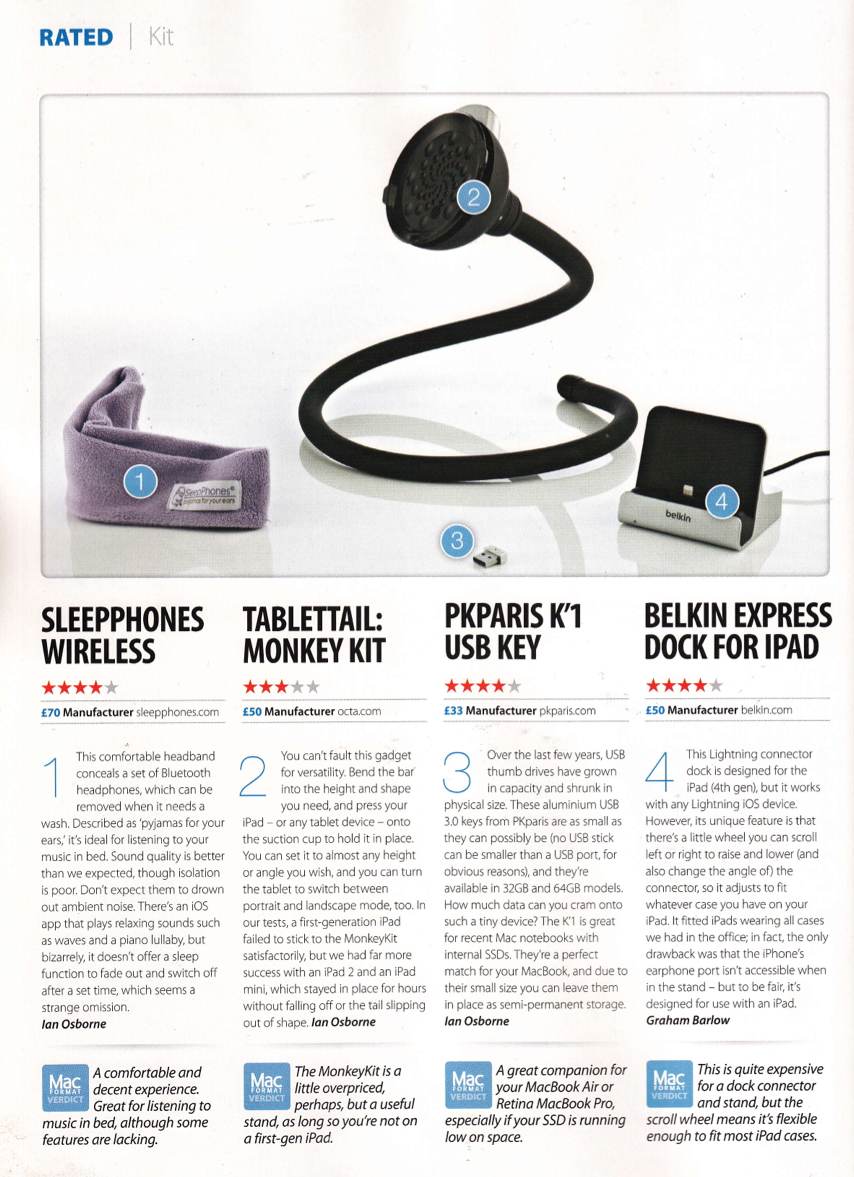 RATED | Kit
2
1
SleepPhones®
pajamas for your ears
4
belkin
3
SLEEPPHONES
WIRELESS
★★★★★
£70 Manufacturer sleepphones.com
1 This comfortable headband
conceals a set of Bluetooth
headphones, which can be
removed when it needs a
wash. Described as ‘pyjamas for your
ears,’ it’s ideal for listening to your
music in bed. Sound quality is better
than we expected, though isolation
is poor. Don’t expect them to drown
out ambient noise. There’s an iOS
app that plays relaxing sounds such
as waves and a piano lullaby, but
bizarrely, it doesn’t offer a sleep
function to fade out and switch off
after a set time, which seems a
strange omission.
Ian Osborne
Mac
FORMAT
VERDICT
A comfortable and
decent experience.
Great for listening to
music in bed, although some
features are lacking.
TABLETTAIL:
MONKEY KIT
★★★★★
£50 Manufacturer octa.com
2 You can’t fault this gadget
for versatility. Bend the bar
into the height and shape
you need, and press your
iPad – or any tablet device – onto
the suction cup to hold it in place.
You can set it to almost any height
or angle you wish, and you can turn
the tablet to switch between
portrait and landscape mode, too. In
our tests, a first-generation iPad
failed to stick to the MonkeyKit
satisfactorily, but we had far more
success with an iPad 2 and an iPad
mini, which stayed in place for hours
without falling off or the tail slipping
out of shape. Ian Osborne
Mac
FORMAT
VERDICT
The MonkeyKit is a
little overpriced,
perhaps, but a useful
stand, as long so you’re not on
a first-gen iPad.
PKPARIS K’1
USB KEY
★★★★★
£33 Manufacturer pkparis.com
3 Over the last few years, USB
thumb drives have grown
in capacity and shrunk in
physical size. These aluminium USB
3.0 keys from PKparis are as small as
they can possibly be (no USB stick
can be smaller than a USB port, for
obvious reasons), and they’re
available in 32GB and 64GB models.
How much data can you cram onto
such a tiny device? The K’1 is great
for recent Mac notebooks with
internal SSDs. They’re a perfect
match for your MacBook, and due to
their small size you can leave them
in place as semi-permanent storage.
Ian Osborne
Mac
FORMAT
VERDICT
A great companion for
your MacBook Air or
Retina MacBook Pro,
especially if your SSD is running
low on space.
BELKIN EXPRESS
DOCK FOR IPAD
★★★★★
£50 Manufacturer belkin.com
4 This Lightning connector
dock is designed for the
iPad (4th gen), but it works
with any Lightning iOS device.
However, its unique feature is that
there’s a little wheel you can scroll
left or right to raise and lower (and
also change the angle of) the
connector, so it adjusts to fit
whatever case you have on your
iPad. It fitted iPads wearing all cases
we had in the office; in fact, the only
drawback was that the iPhone’s
earphone port isn’t accessible when
in the stand – but to be fair, it’s
designed for use with an iPad.
Graham Barlow
Mac
FORMAT
VERDICT
This is quite expensive
for a dock connector
and stand, but the
scroll wheel means it’s flexible
enough to fit most iPad cases.